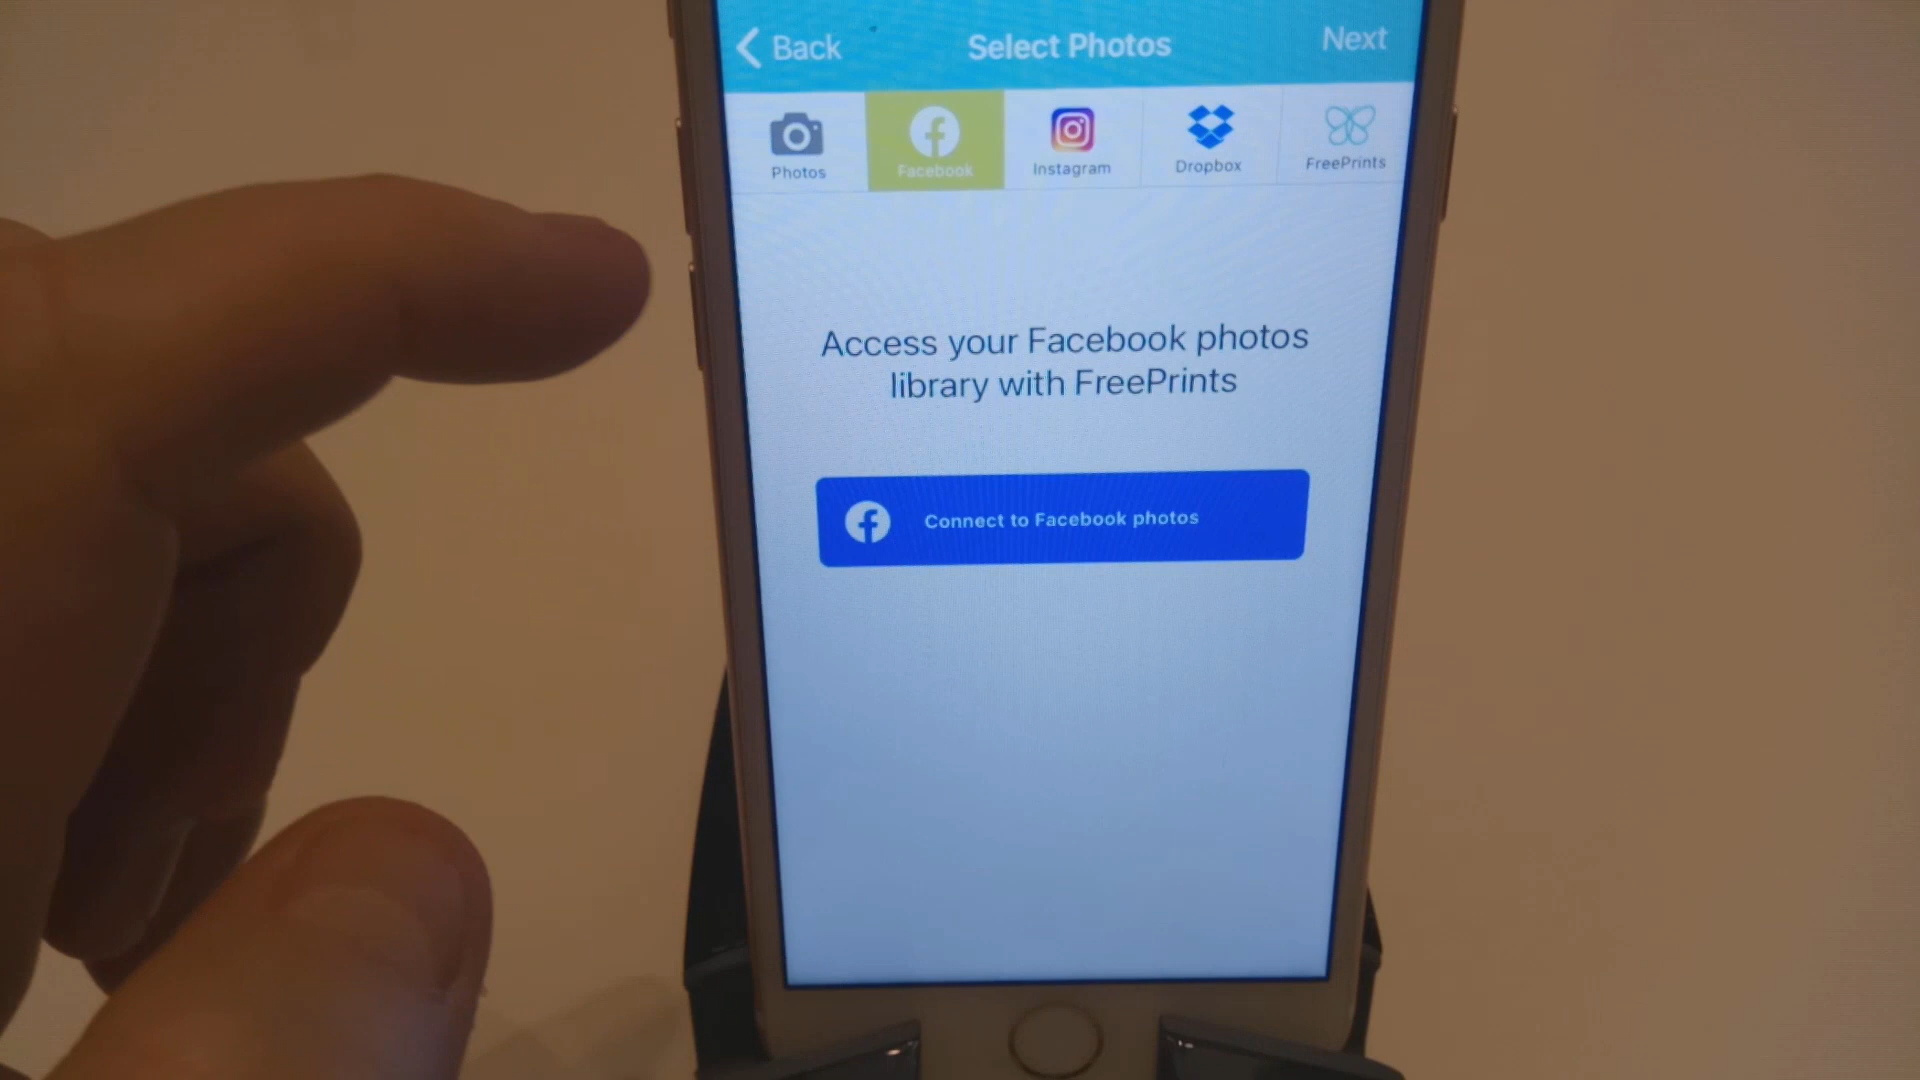 Back Select Photos Next
Photos Facebook Instagram Dropbox FreePrints
Access your Facebook photos
library with FreePrints
Connect to Facebook photos